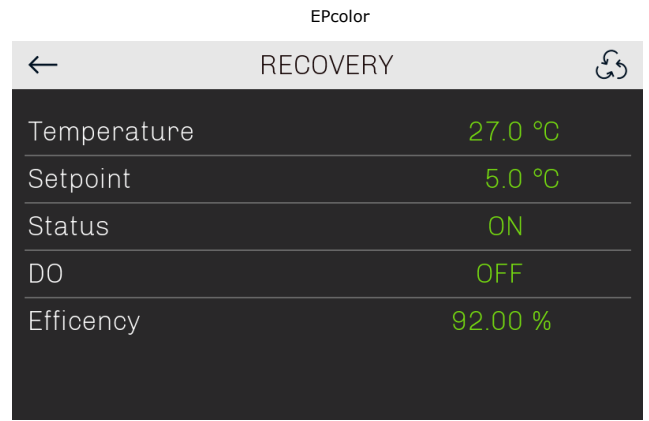 EPcolor
RECOVERY
Temperature 27.0 °C
Setpoint 5.0 °C
Status ON
DO OFF
Efficency 92.00 %